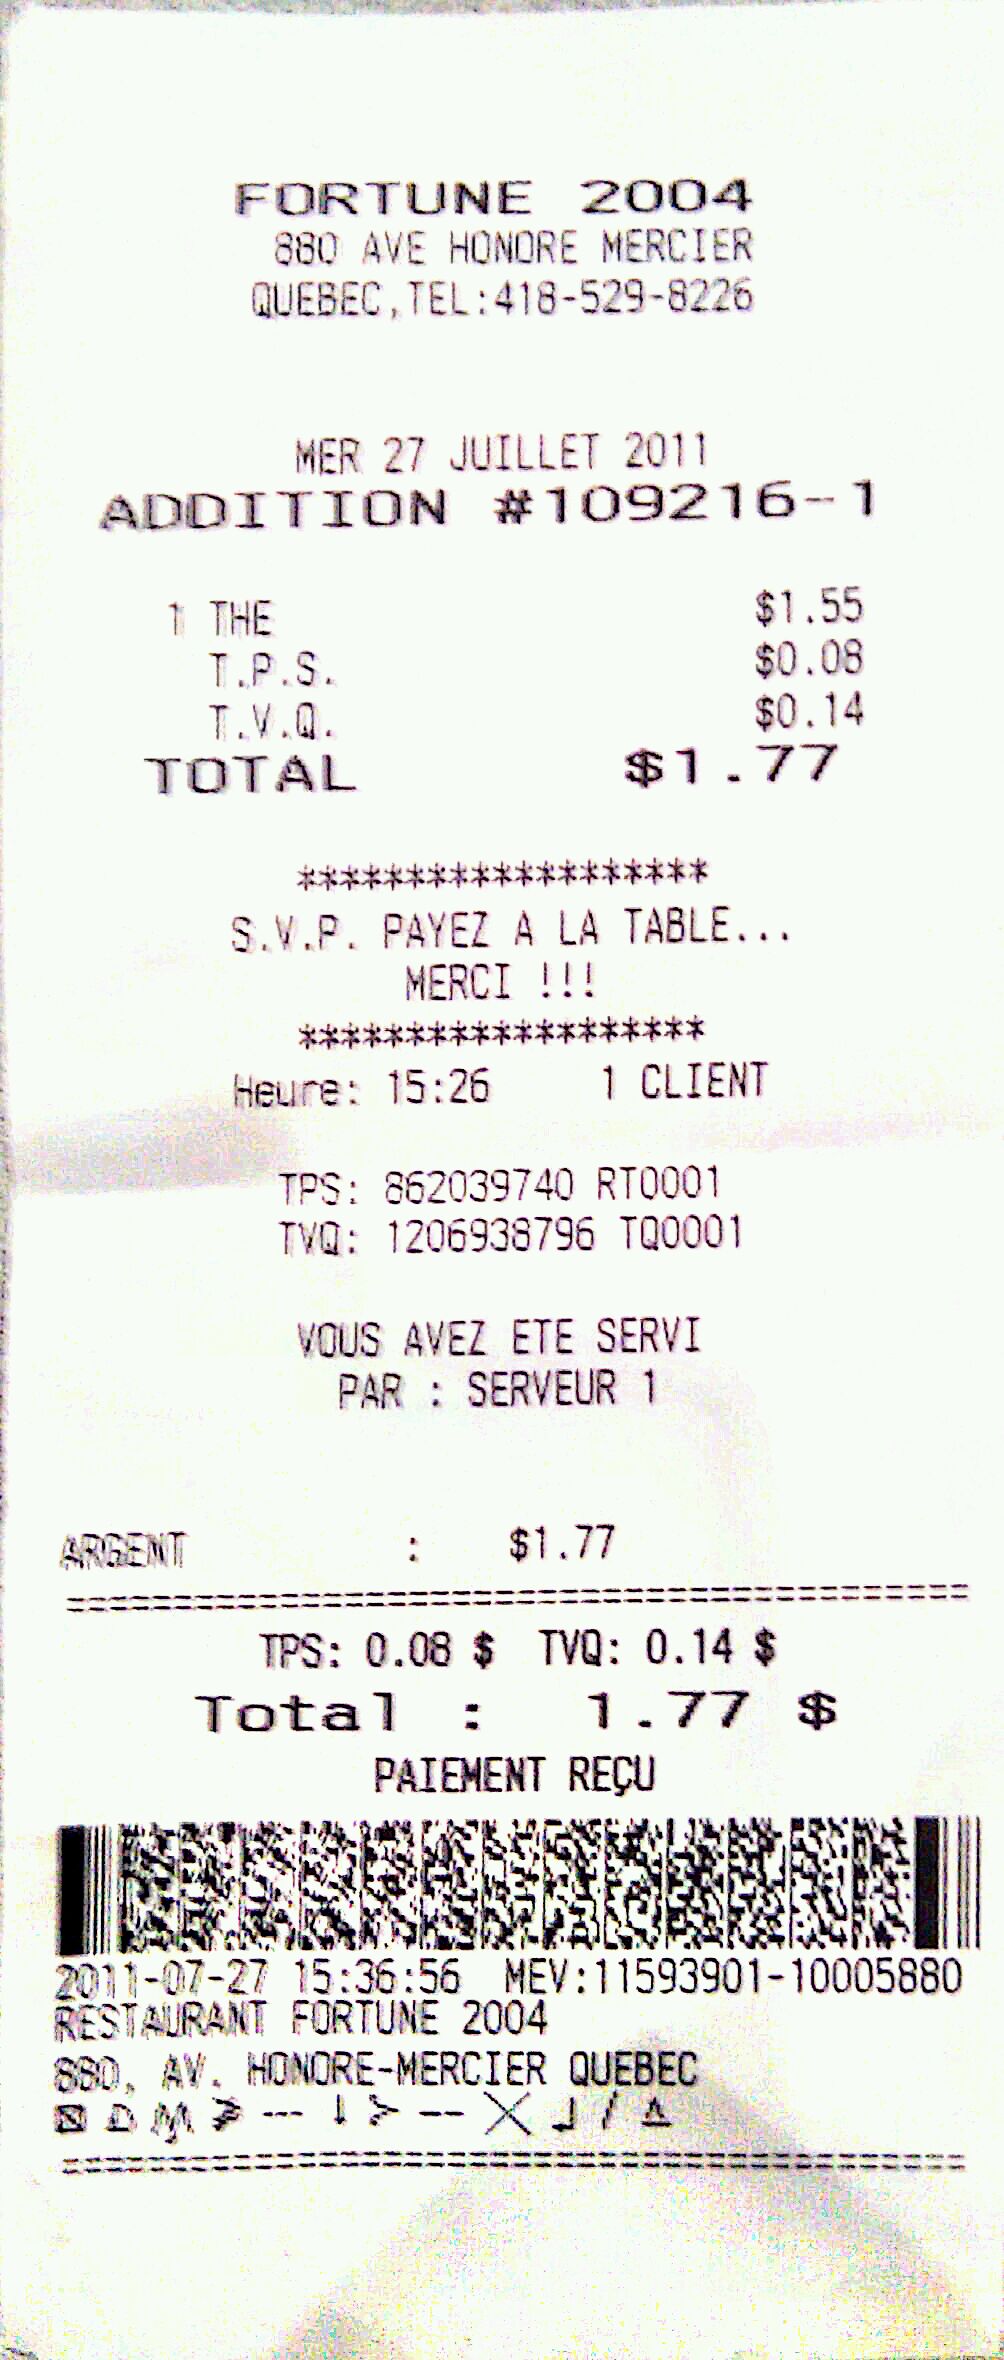 FORTUNE 2004
880 AVE HONORE MERCIER
QUEBEC,TEL:418-529-8226
MER 27 JUILLET 2011
ADDITION #109216-1
1 THE $1.55
T.P.S. $0.08
T.V.Q. $0.14
TOTAL $1.77
*******************
S.V.P. PAYEZ A LA TABLE...
MERCI !!!
*******************
Heure: 15:26 1 CLIENT
TPS: 862039740 RT0001
TVQ: 1206938796 TQ0001
VOUS AVEZ ETE SERVI
PAR : SERVEUR 1
ARGENT : $1.77
==========================================
TPS: 0.08 $ TVQ: 0.14 $
Total : 1.77 $
PAIEMENT REÇU
2011-07-27 15:36:56 MEV:11593901-10005880
RESTAURANT FORTUNE 2004
880, AV. HONORE-MERCIER QUEBEC
==========================================